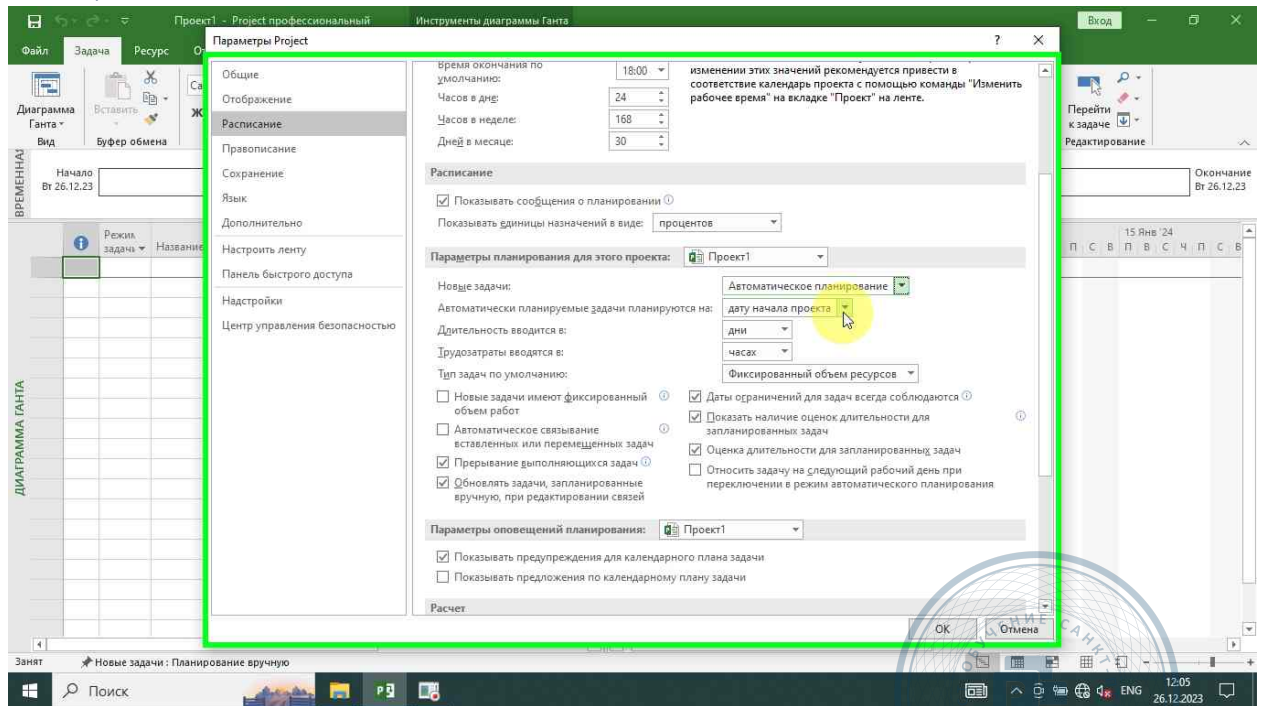 Проект1 - Project профессиональный
Инструменты диаграммы Ганта
Вход
Файл Задача Ресурс
Параметры Project
Диаграмма Ганта
Вставить
Вид
Буфер обмена
Перейти к задаче
Редактирование
ВРЕМЕННАЯ
Начало
Вт 26.12.23
Окончание
Вт 26.12.23
Режим задачи
Название
15 Янв '24
П С В П В С Ч П С В
ДИАГРАММА ГАНТА
Общие
Отображение
Расписание
Правописание
Сохранение
Язык
Дополнительно
Настроить ленту
Панель быстрого доступа
Надстройки
Центр управления безопасностью
Время окончания по умолчанию: 18:00
Часов в дне: 24
Часов в неделе: 168
Дней в месяце: 30
изменении этих значений рекомендуется привести в
соответствие календарь проекта с помощью команды "Изменить
рабочее время" на вкладке "Проект" на ленте.
Расписание
Показывать сообщения о планировании
Показывать единицы назначений в виде: процентов
Параметры планирования для этого проекта: Проект1
Новые задачи: Автоматическое планирование
Автоматически планируемые задачи планируются на: дату начала проекта
Длительность вводится в: дни
Трудозатраты вводятся в: часах
Тип задач по умолчанию: Фиксированный объем ресурсов
Новые задачи имеют фиксированный
объем работ
Автоматическое связывание
вставленных или перемещенных задач
Прерывание выполняющихся задач
Обновлять задачи, запланированные
вручную, при редактировании связей
Даты ограничений для задач всегда соблюдаются
Показать наличие оценок длительности для
запланированных задач
Оценка длительности для запланированных задач
Относить задачу на следующий рабочий день при
переключении в режим автоматического планирования
Параметры оповещений планирования: Проект1
Показывать предупреждения для календарного плана задачи
Показывать предложения по календарному плану задачи
Расчет
ОК Отмена
Занят
Новые задачи : Планирование вручную
Поиск
ENG
12:05
26.12.2023